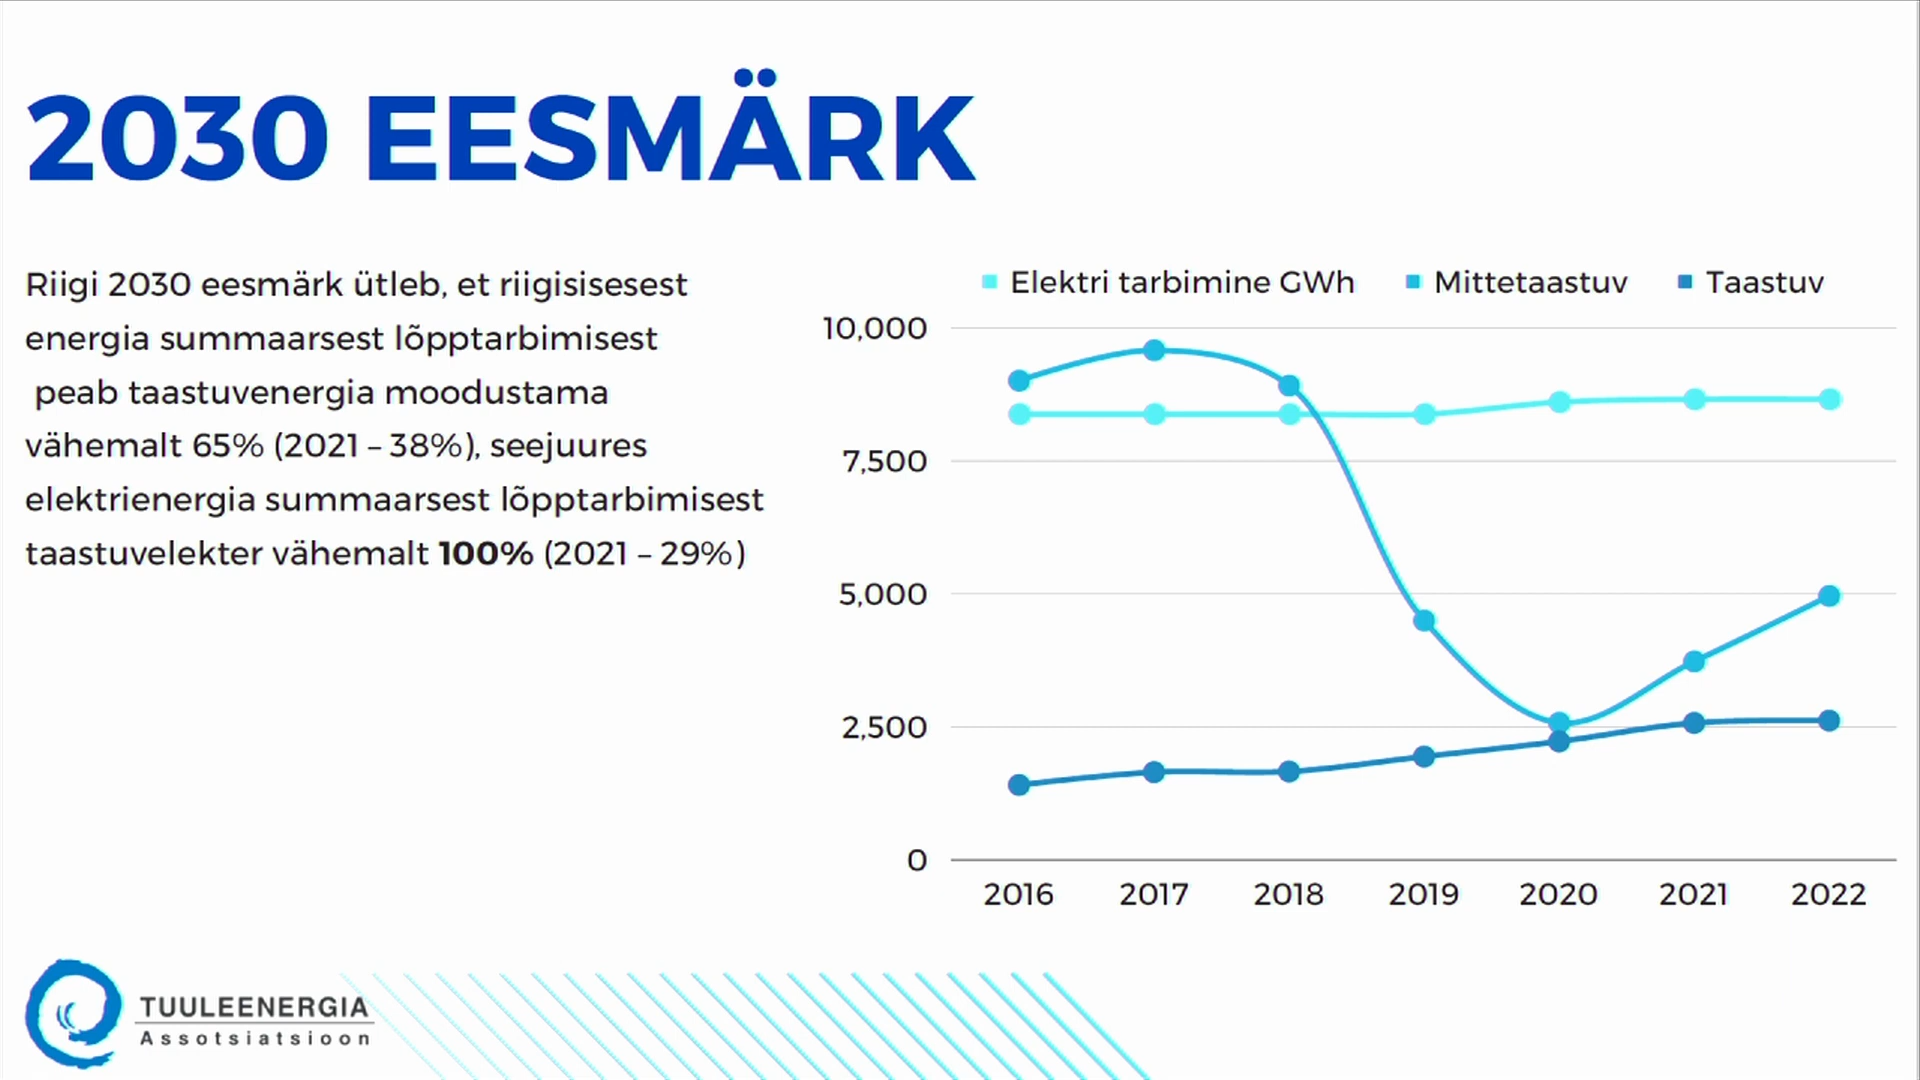 2030 EESMÄRK
Riigi 2030 eesmärk ütleb, et riigisisesest
energia summaarsest lõpptarbimisest
peab taastuvenergia moodustama
vähemalt 65% (2021 – 38%), seejuures
elektrienergia summaarsest lõpptarbimisest
taastuvelekter vähemalt 100% (2021 – 29%)
Elektri tarbimine GWh Mittetaastuv Taastuv
10,000
7,500
5,000
2,500
0
2016 2017 2018 2019 2020 2021 2022
TUULEENERGIA
Assotsiatsioon